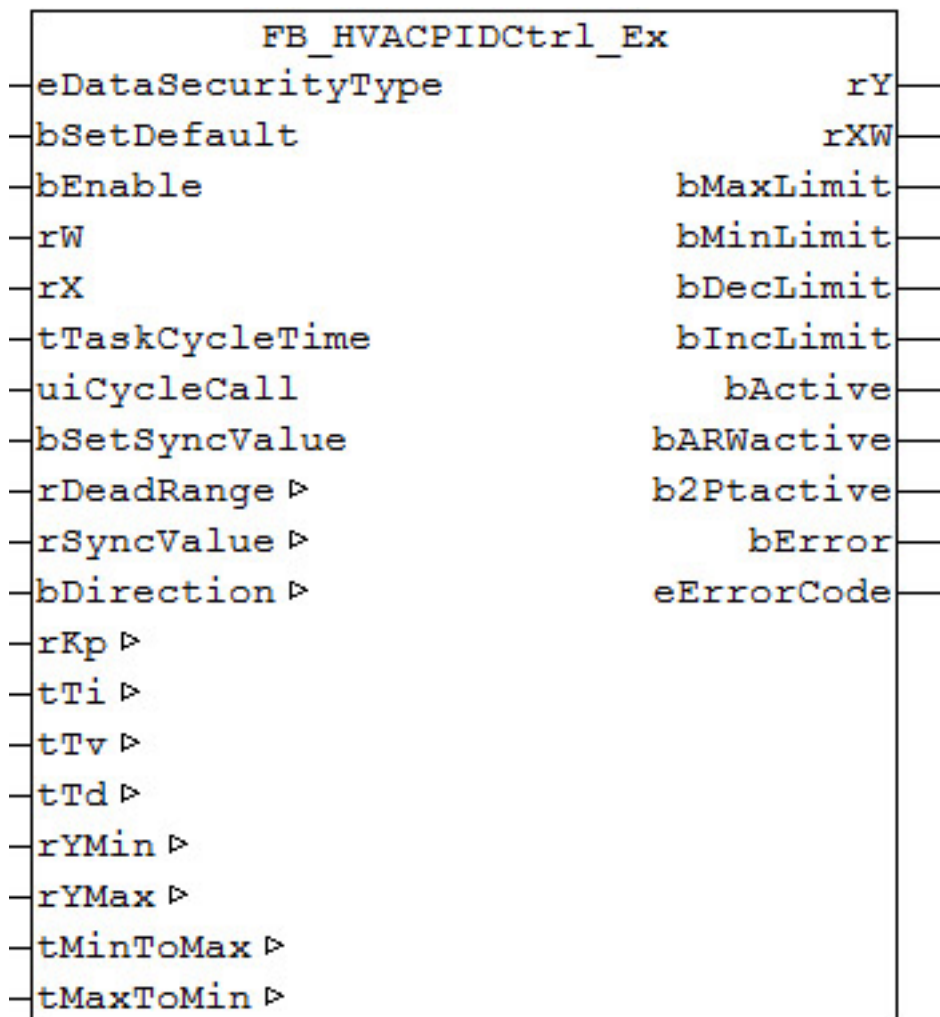 FB_HVACPIDCtrl_Ex
eDataSecurityType rY
bSetDefault rXW
bEnable bMaxLimit
rW bMinLimit
rX bDecLimit
tTaskCycleTime bIncLimit
uiCycleCall bActive
bSetSyncValue bARWactive
rDeadRange b2Ptactive
rSyncValue bError
bDirection eErrorCode
rKp
tTi
tTv
tTd
rYMin
rYMax
tMinToMax
tMaxToMin